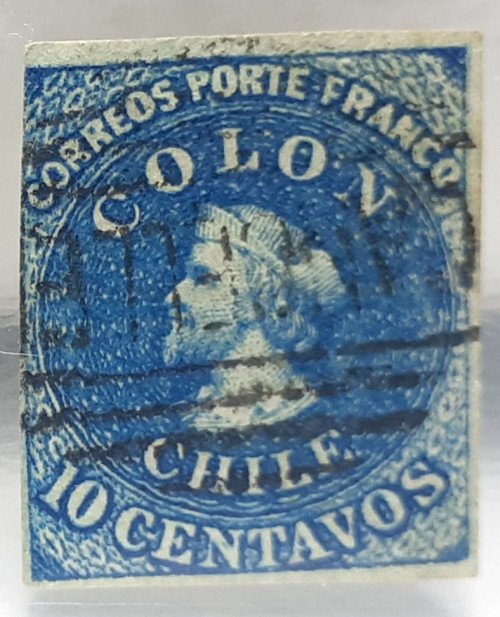 CORREOS PORTE FRANCO
COLON
CHILE
10 CENTAVOS